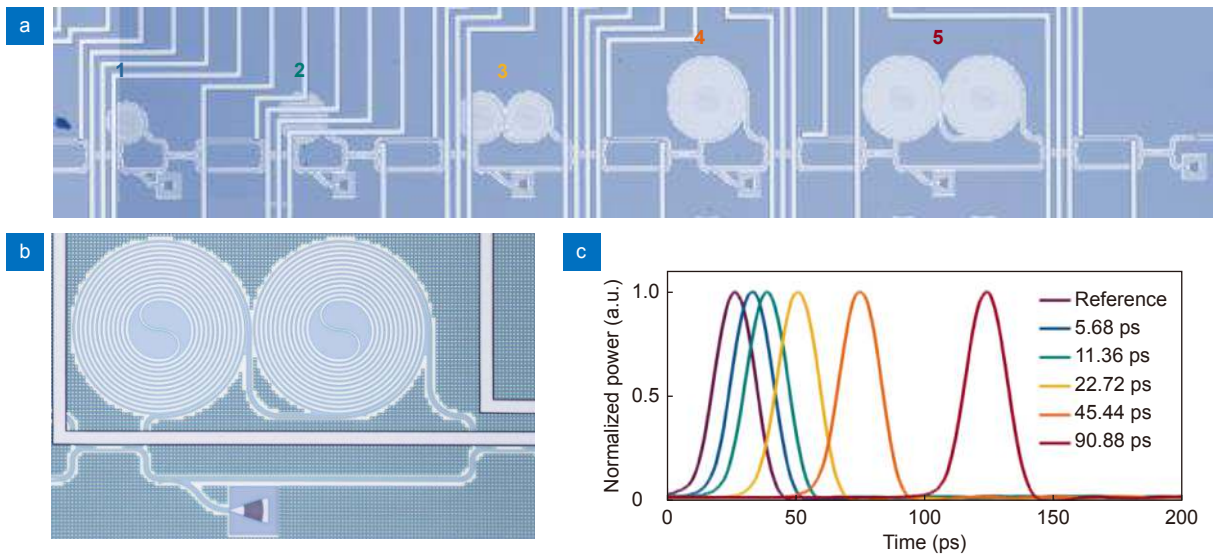 a
1
2
3
4
5
b
c
Normalized power (a.u.)
1.0
0.5
0
0
50
100
150
200
Time (ps)
Reference
5.68 ps
11.36 ps
22.72 ps
45.44 ps
90.88 ps